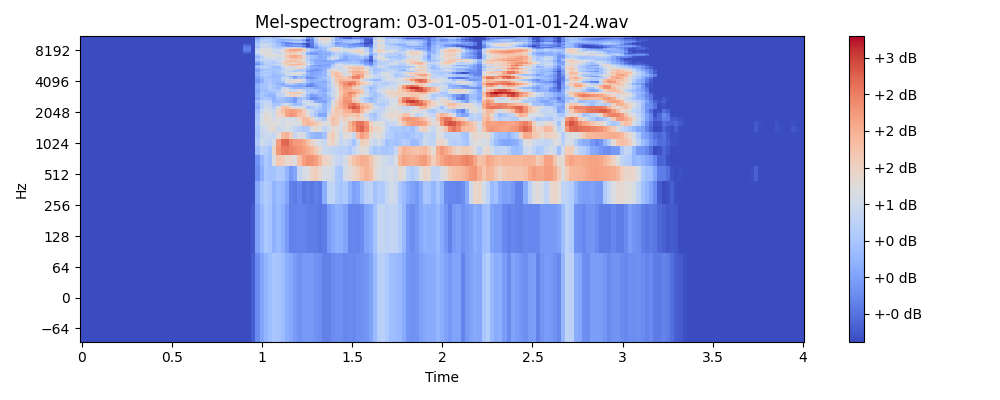 Mel-spectrogram: 03-01-05-01-01-01-24.wav
8192
4096
2048
1024
512
256
128
64
0
−64
Hz
0
0.5
1
1.5
2
2.5
3
3.5
4
Time
+3 dB
+2 dB
+2 dB
+2 dB
+1 dB
+0 dB
+0 dB
+-0 dB